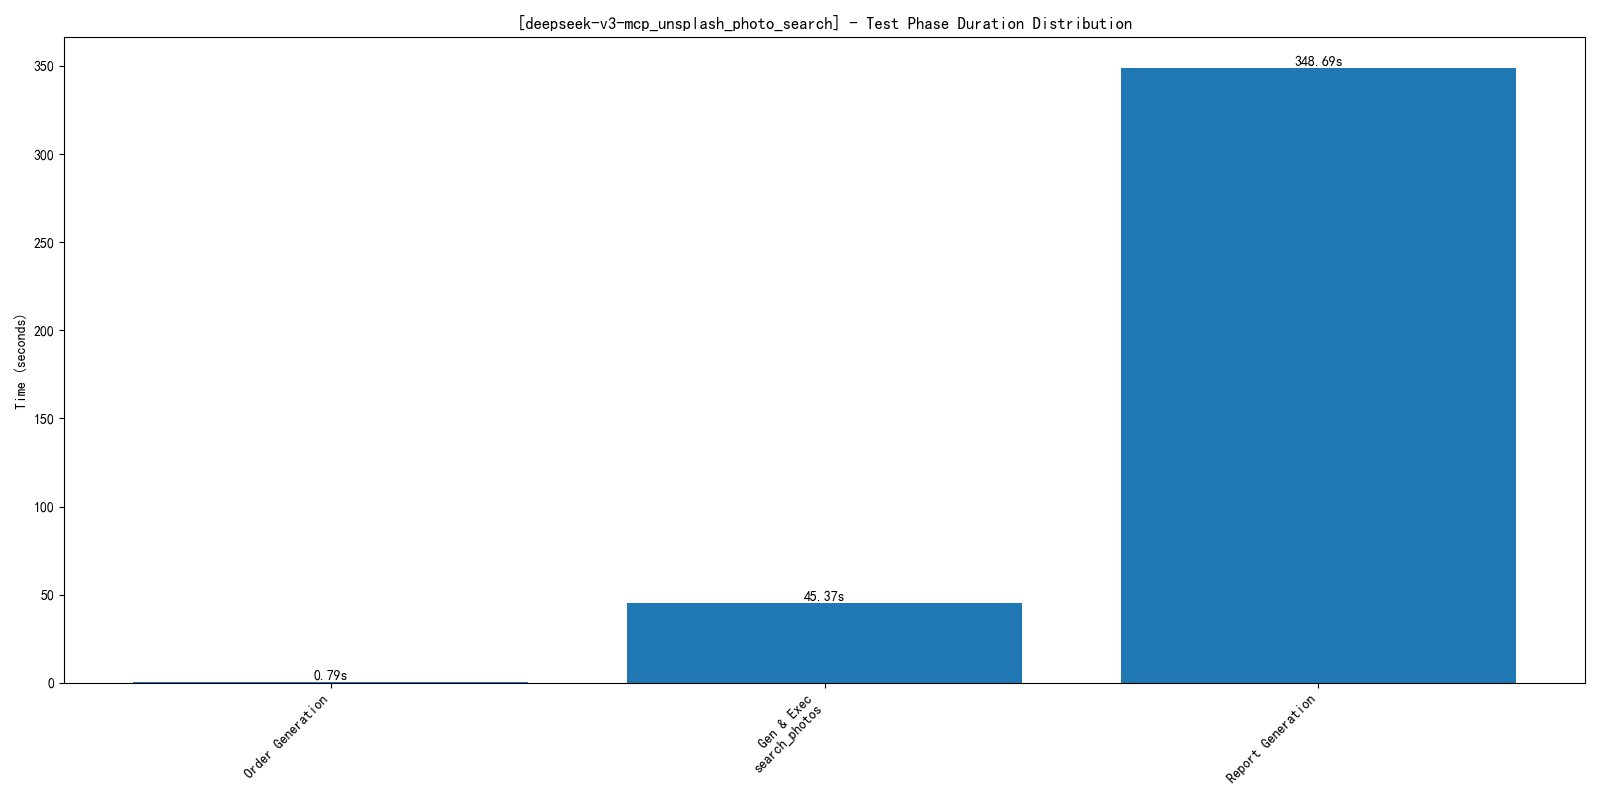 [deepseek-v3-mcp_unsplash_photo_search] - Test Phase Duration Distribution
Time (seconds)
350
300
250
200
150
100
50
0
0.79s
45.37s
348.69s
Order Generation
Gen & Exec
search_photos
Report Generation